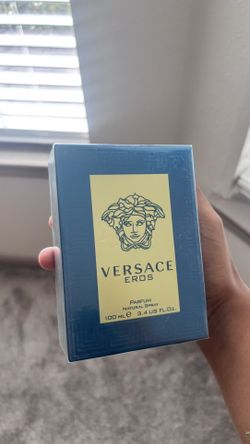 VERSACE
EROS
PARFUM
NATURAL SPRAY
100 ML ℮ 3.4 US FL.OZ.